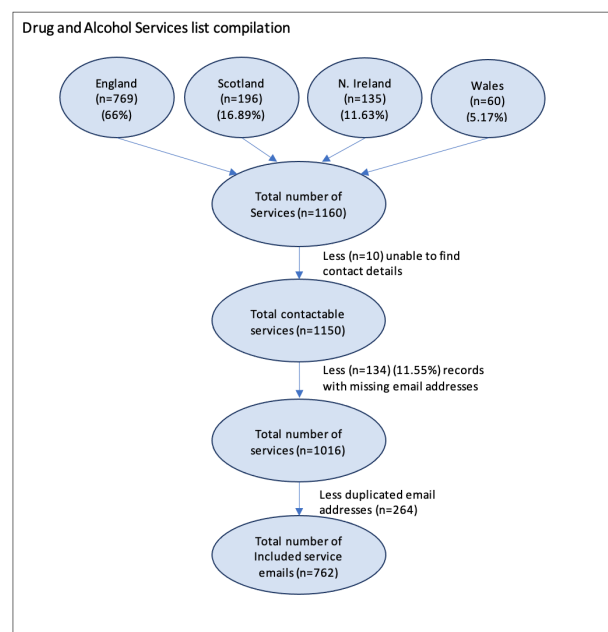 Drug and Alcohol Services list compilation
England
(n=769)
(66%)
Scotland
(n=196)
(16.89%)
N. Ireland
(n=135)
(11.63%)
Wales
(n=60)
(5.17%)
Total number of
Services (n=1160)
Less (n=10) unable to find
contact details
Total contactable
services (n=1150)
Less (n=134) (11.55%) records
with missing email addresses
Total number of
services (n=1016)
Less duplicated email
addresses (n=264)
Total number of
Included service
emails (n=762)